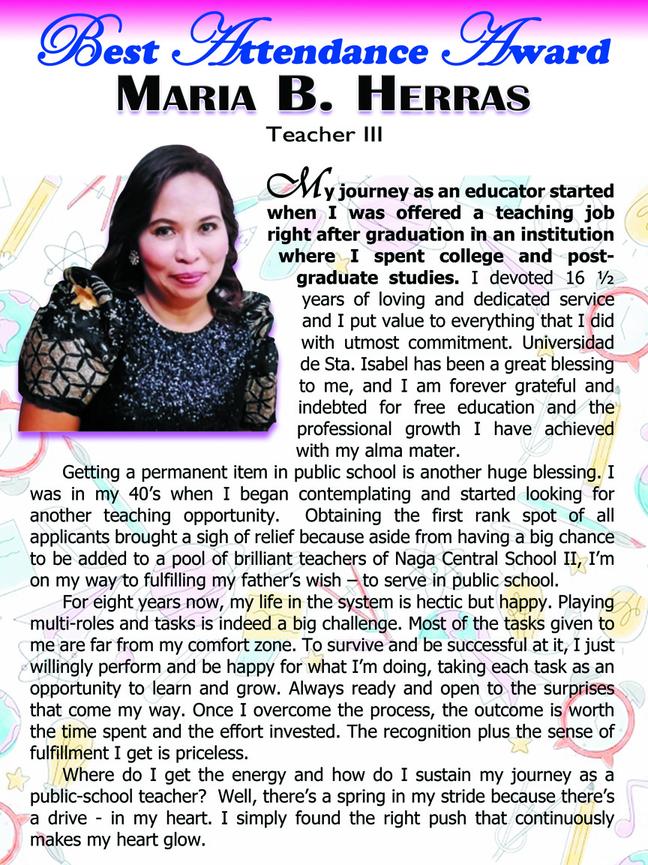 Best Attendance Award
MARIA B. HERRAS
Teacher III
My journey as an educator started
when I was offered a teaching job
right after graduation in an institution
where I spent college and post-
graduate studies. I devoted 16 ½
years of loving and dedicated service
and I put value to everything that I did
with utmost commitment. Universidad
de Sta. Isabel has been a great blessing
to me, and I am forever grateful and
indebted for free education and the
professional growth I have achieved
with my alma mater.
Getting a permanent item in public school is another huge blessing. I
was in my 40’s when I began contemplating and started looking for
another teaching opportunity. Obtaining the first rank spot of all
applicants brought a sigh of relief because aside from having a big chance
to be added to a pool of brilliant teachers of Naga Central School II, I’m
on my way to fulfilling my father’s wish – to serve in public school.
For eight years now, my life in the system is hectic but happy. Playing
multi-roles and tasks is indeed a big challenge. Most of the tasks given to
me are far from my comfort zone. To survive and be successful at it, I just
willingly perform and be happy for what I’m doing, taking each task as an
opportunity to learn and grow. Always ready and open to the surprises
that come my way. Once I overcome the process, the outcome is worth
the time spent and the effort invested. The recognition plus the sense of
fulfillment I get is priceless.
Where do I get the energy and how do I sustain my journey as a
public-school teacher? Well, there’s a spring in my stride because there’s
a drive - in my heart. I simply found the right push that continuously
makes my heart glow.